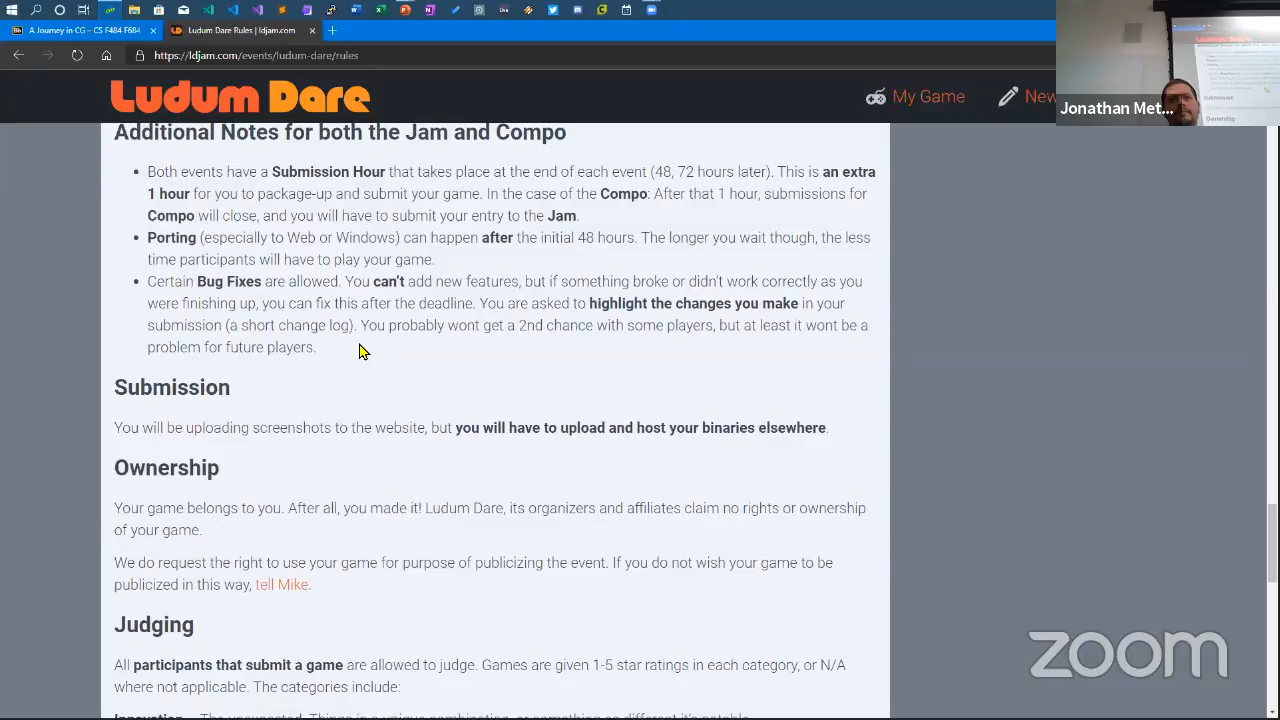 A Journey in CG – CS F484 F684
Ludum Dare Rules | ldjam.com
https://ldjam.com/events/ludum-dare/rules
LUDUM DARE
My Game
New
Jonathan Met...
Submission
Ownership
Additional Notes for both the Jam and Compo
Both events have a Submission Hour that takes place at the end of each event (48, 72 hours later). This is an extra
1 hour for you to package-up and submit your game. In the case of the Compo: After that 1 hour, submissions for
Compo will close, and you will have to submit your entry to the Jam.
Porting (especially to Web or Windows) can happen after the initial 48 hours. The longer you wait though, the less
time participants will have to play your game.
Certain Bug Fixes are allowed. You can't add new features, but if something broke or didn't work correctly as you
were finishing up, you can fix this after the deadline. You are asked to highlight the changes you make in your
submission (a short change log). You probably wont get a 2nd chance with some players, but at least it wont be a
problem for future players.
Submission
You will be uploading screenshots to the website, but you will have to upload and host your binaries elsewhere.
Ownership
Your game belongs to you. After all, you made it! Ludum Dare, its organizers and affiliates claim no rights or ownership
of your game.
We do request the right to use your game for purpose of publicizing the event. If you do not wish your game to be
publicized in this way, tell Mike.
Judging
All participants that submit a game are allowed to judge. Games are given 1-5 star ratings in each category, or N/A
where not applicable. The categories include:
Innovation – The unexpected. Things in a unique combination, or something so different it's notable.
zoom